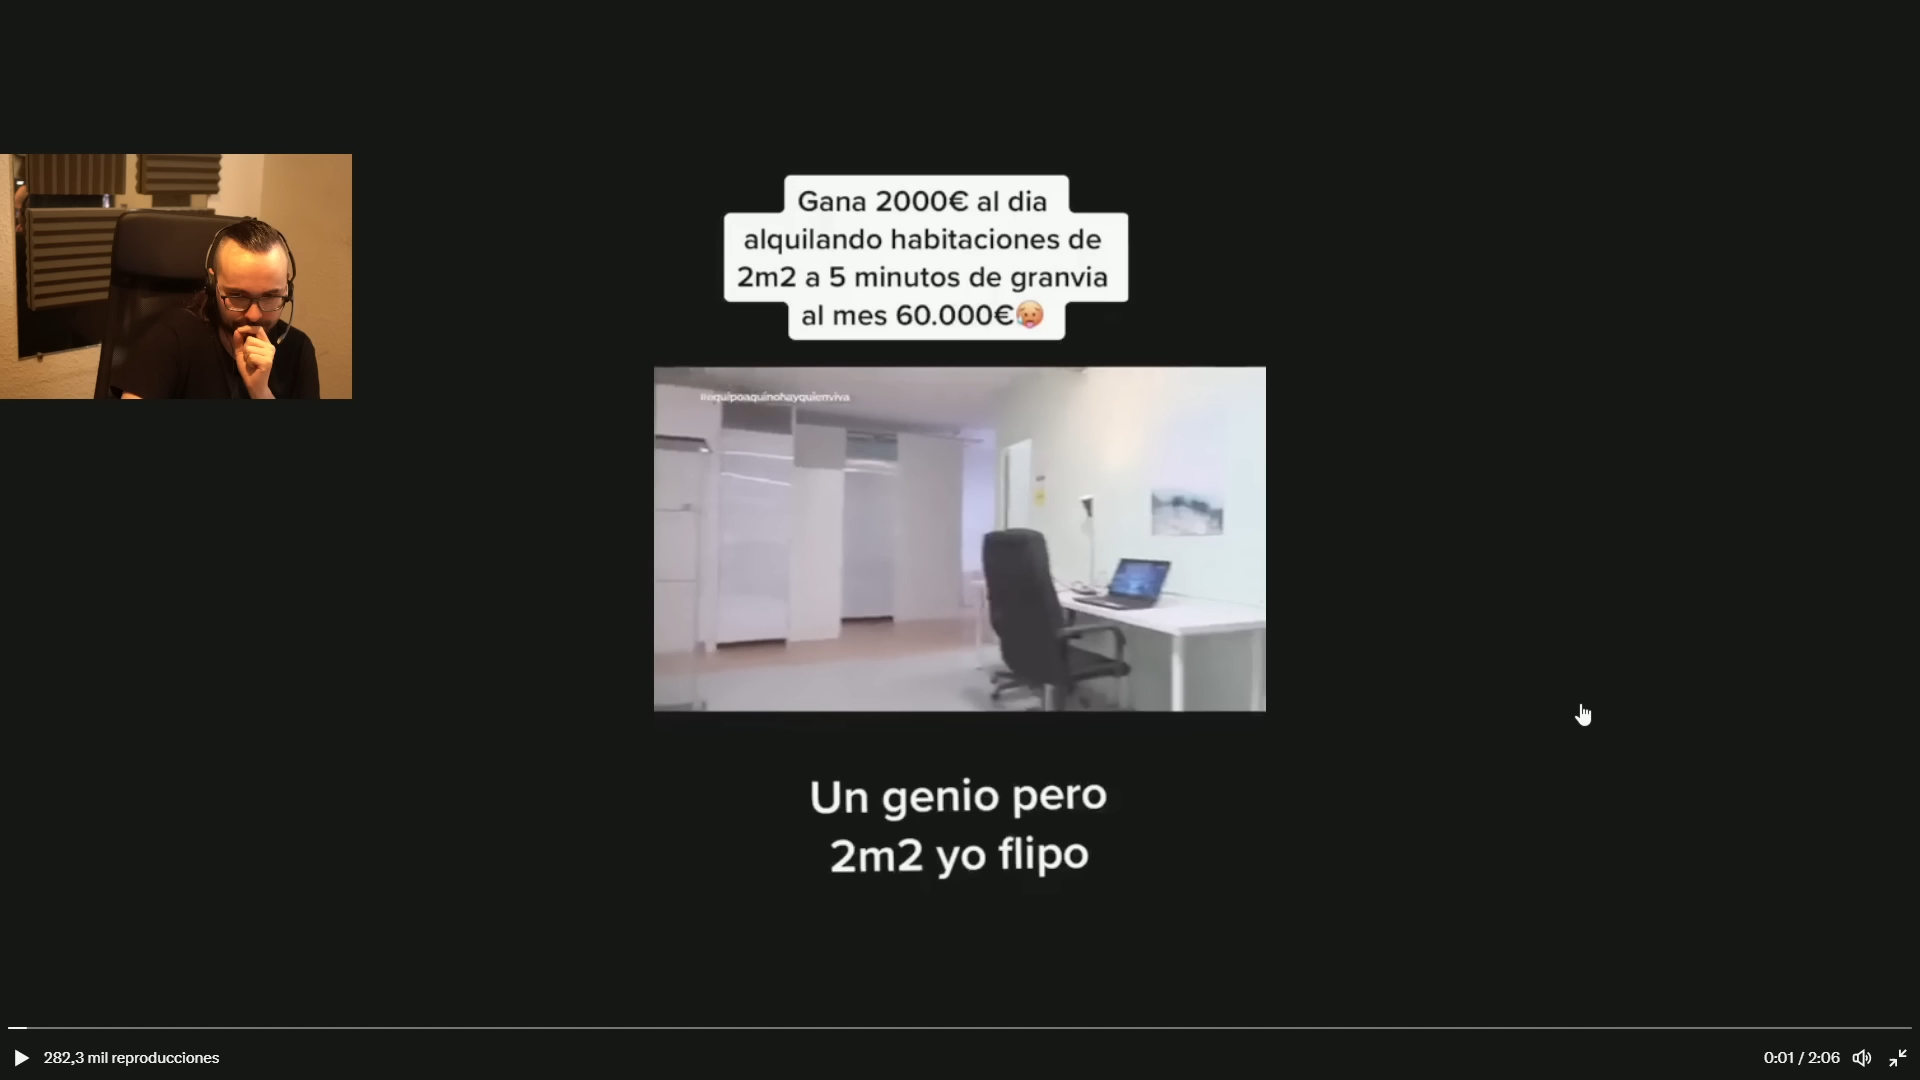 Gana 2000€ al dia
alquilando habitaciones de
2m2 a 5 minutos de granvia
al mes 60.000€🥵
#equipoaquinohayquienviva
Un genio pero
2m2 yo flipo
282,3 mil reproducciones
0:01 / 2:06